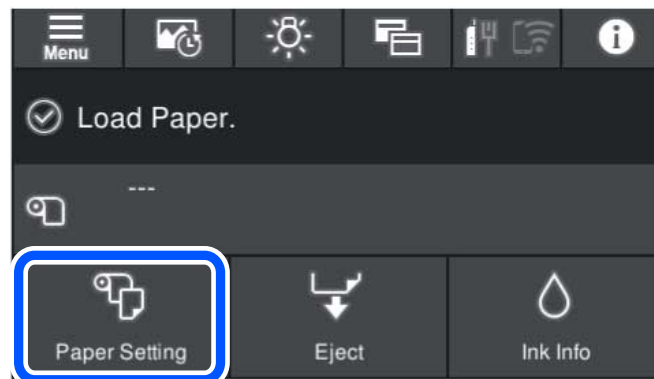 Menu
Load Paper.
---
Paper Setting
Eject
Ink Info